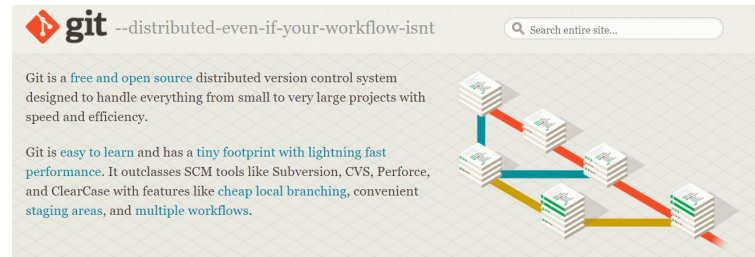 git --distributed-even-if-your-workflow-isnt
Search entire site...
Git is a free and open source distributed version control system
designed to handle everything from small to very large projects with
speed and efficiency.
Git is easy to learn and has a tiny footprint with lightning fast
performance. It outclasses SCM tools like Subversion, CVS, Perforce,
and ClearCase with features like cheap local branching, convenient
staging areas, and multiple workflows.